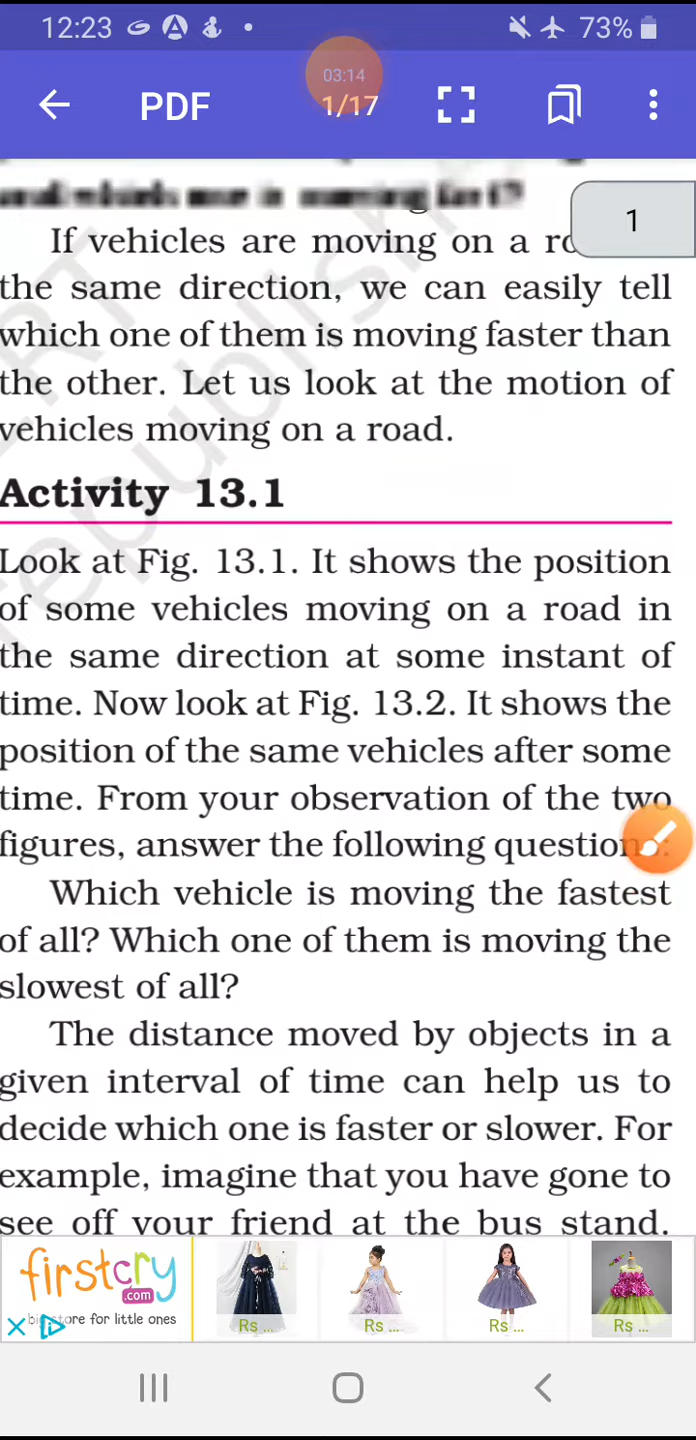 12:23
73%
03:14
PDF
1/17
1
If vehicles are moving on a
the same direction, we can easily tell
which one of them is moving faster than
the other. Let us look at the motion of
vehicles moving on a road.
Activity 13.1
Look at Fig. 13.1. It shows the position
of some vehicles moving on a road in
the same direction at some instant of
time. Now look at Fig. 13.2. It shows the
position of the same vehicles after some
time. From your observation of the two
figures, answer the following
Which vehicle is moving the fastest
of all? Which one of them is moving the
slowest of all?
The distance moved by objects in a
given interval of time can help us to
decide which one is faster or slower. For
example, imagine that you have gone to
see off your friend at the bus stand.
firstcry
.com
store for little ones
Rs ...
Rs ...
Rs ...
Rs ...